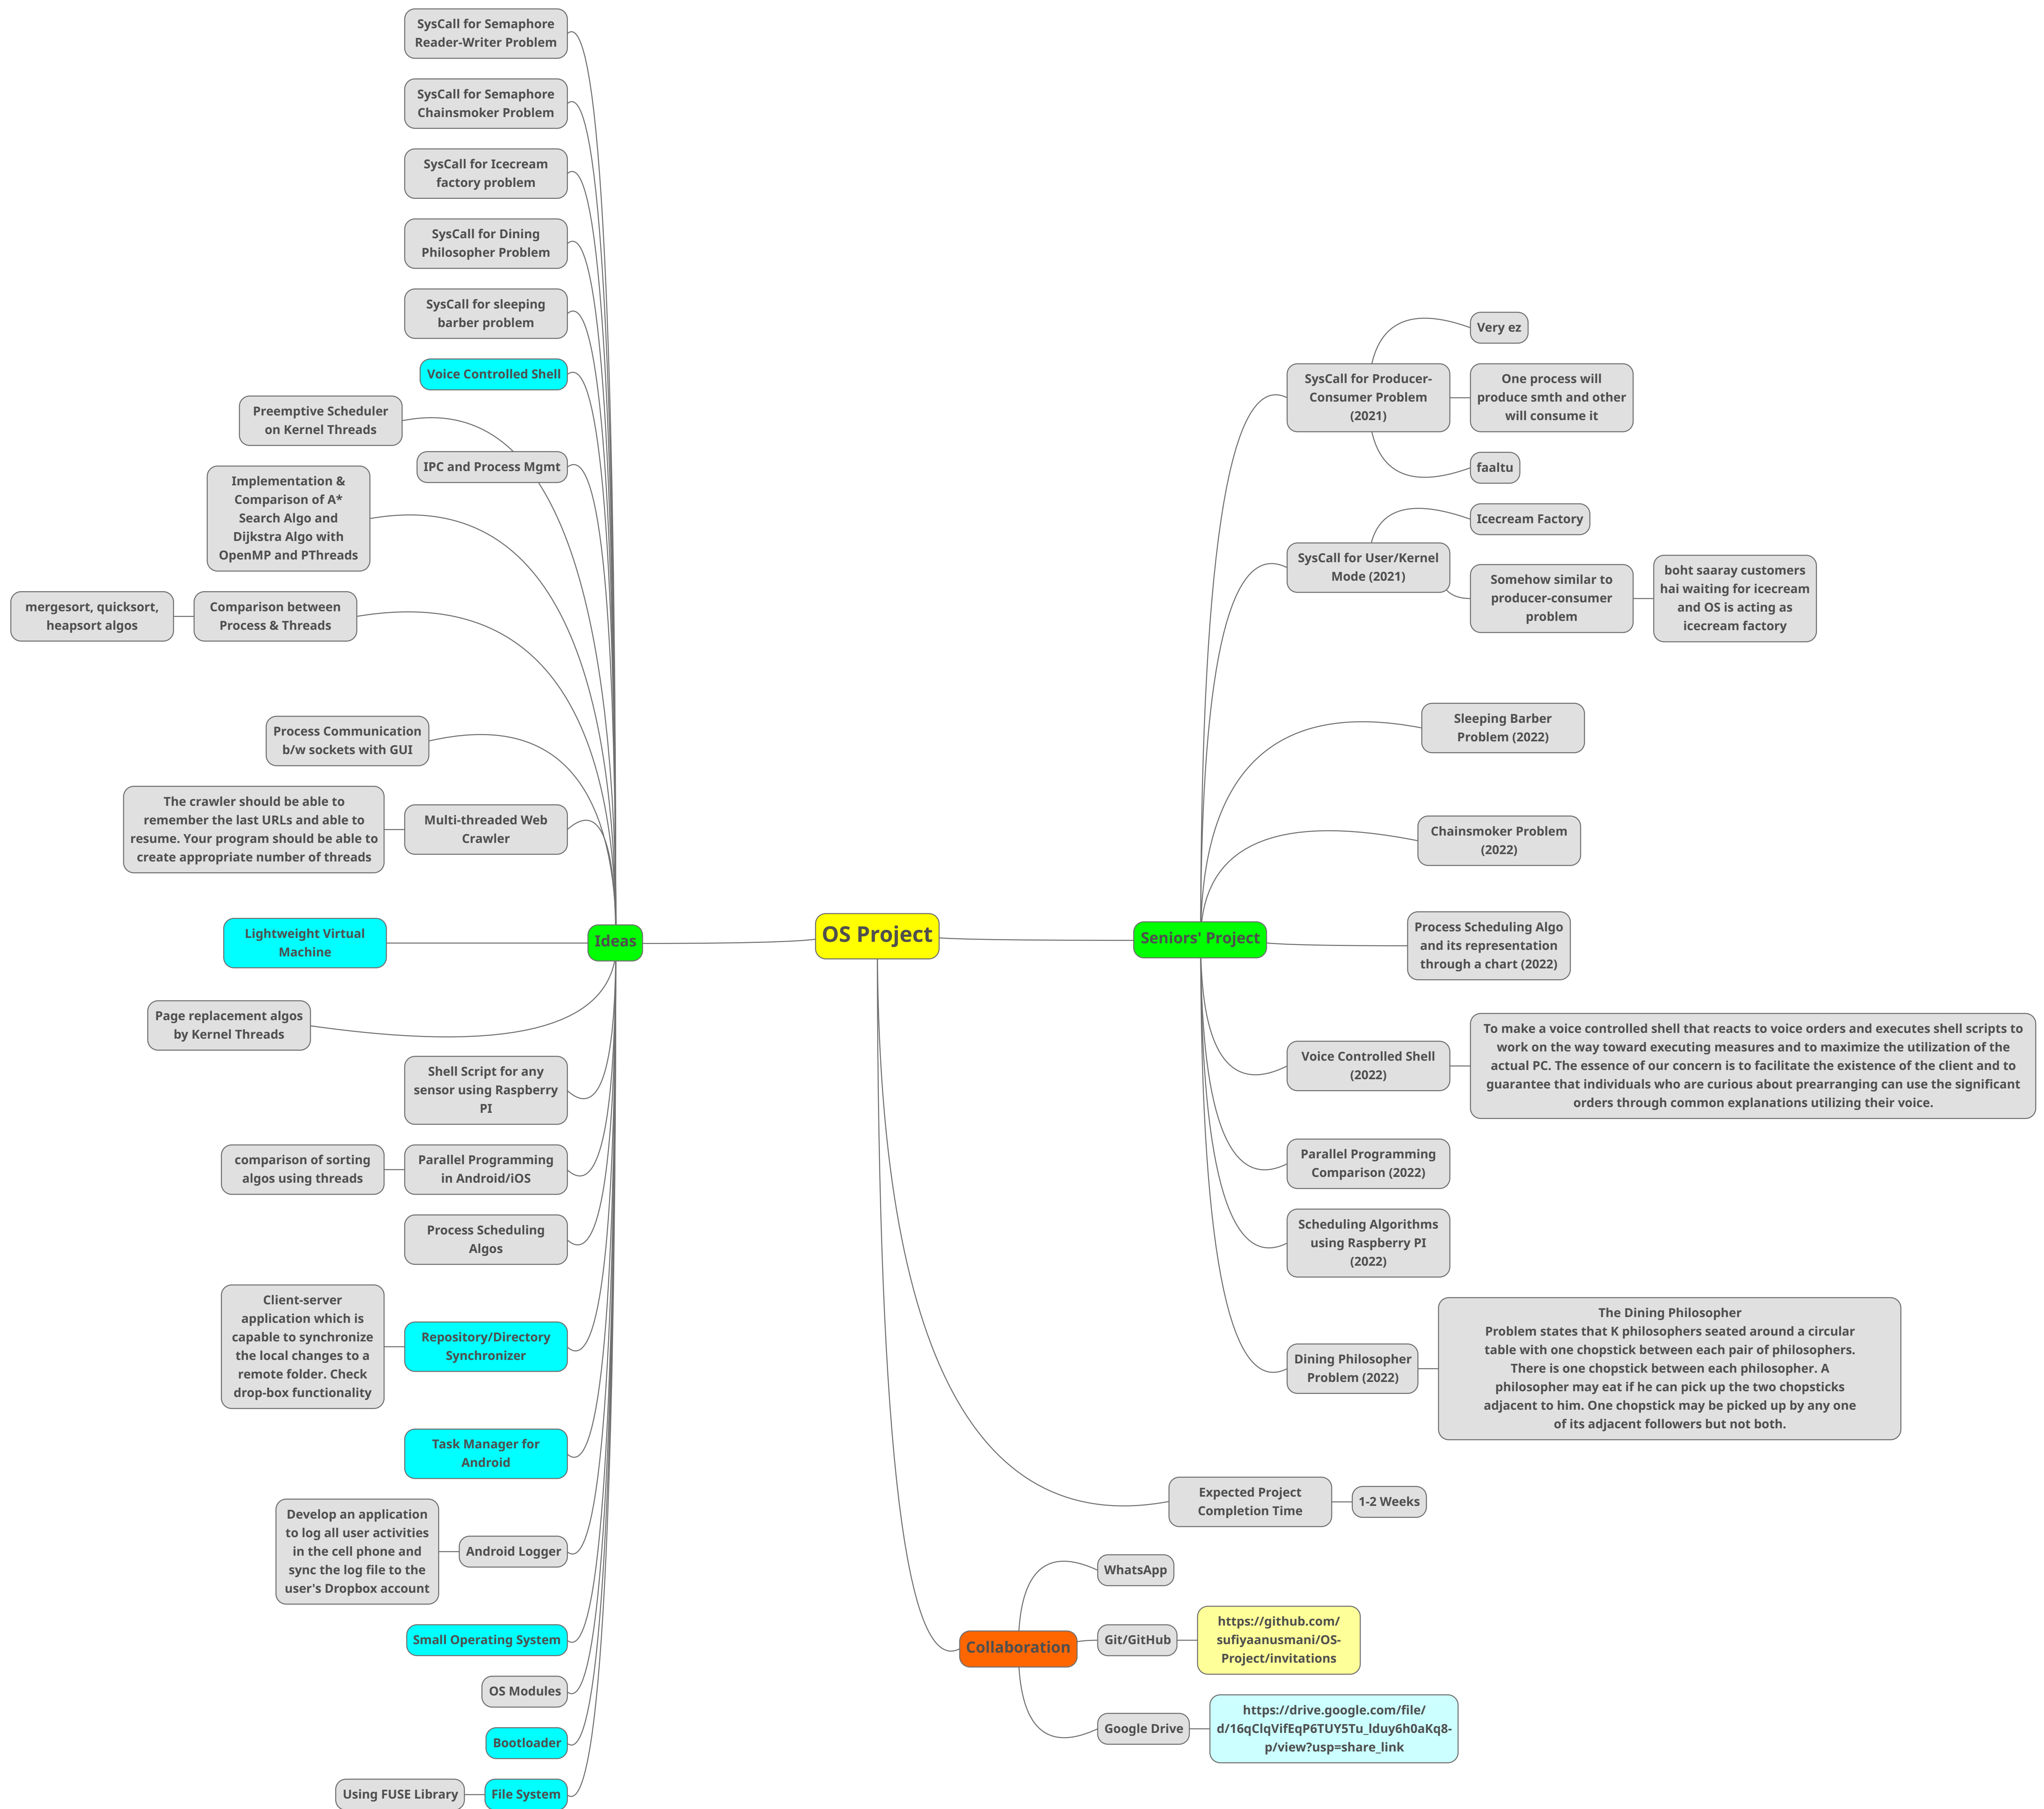 SysCall for Semaphore
Reader-Writer Problem
SysCall for Semaphore
Chainsmoker Problem
SysCall for Icecream
factory problem
SysCall for Dining
Philosopher Problem
SysCall for sleeping
barber problem
Voice Controlled Shell
Preemptive Scheduler
on Kernel Threads
IPC and Process Mgmt
Implementation &
Comparison of A*
Search Algo and
Dijkstra Algo with
OpenMP and PThreads
mergesort, quicksort,
heapsort algos
Comparison between
Process & Threads
Process Communication
b/w sockets with GUI
The crawler should be able to
remember the last URLs and able to
resume. Your program should be able to
create appropriate number of threads
Multi-threaded Web
Crawler
Lightweight Virtual
Machine
Ideas
Page replacement algos
by Kernel Threads
Shell Script for any
sensor using Raspberry
PI
comparison of sorting
algos using threads
Parallel Programming
in Android/iOS
Process Scheduling
Algos
Client-server
application which is
capable to synchronize
the local changes to a
remote folder. Check
drop-box functionality
Repository/Directory
Synchronizer
Task Manager for
Android
Develop an application
to log all user activities
in the cell phone and
sync the log file to the
user's Dropbox account
Android Logger
Small Operating System
OS Modules
Bootloader
Using FUSE Library
File System
OS Project
Seniors' Project
SysCall for Producer-
Consumer Problem
(2021)
Very ez
One process will
produce smth and other
will consume it
faaltu
SysCall for User/Kernel
Mode (2021)
Icecream Factory
Somehow similar to
producer-consumer
problem
boht saaray customers
hai waiting for icecream
and OS is acting as
icecream factory
Sleeping Barber
Problem (2022)
Chainsmoker Problem
(2022)
Process Scheduling Algo
and its representation
through a chart (2022)
Voice Controlled Shell
(2022)
To make a voice controlled shell that reacts to voice orders and executes shell scripts to
work on the way toward executing measures and to maximize the utilization of the
actual PC. The essence of our concern is to facilitate the existence of the client and to
guarantee that individuals who are curious about prearranging can use the significant
orders through common explanations utilizing their voice.
Parallel Programming
Comparison (2022)
Scheduling Algorithms
using Raspberry PI
(2022)
Dining Philosopher
Problem (2022)
The Dining Philosopher
Problem states that K philosophers seated around a circular
table with one chopstick between each pair of philosophers.
There is one chopstick between each philosopher. A
philosopher may eat if he can pick up the two chopsticks
adjacent to him. One chopstick may be picked up by any one
of its adjacent followers but not both.
Expected Project
Completion Time
1-2 Weeks
Collaboration
WhatsApp
Git/GitHub
https://github.com/
sufiyaanusmani/OS-
Project/invitations
Google Drive
https://drive.google.com/file/
d/16qClqVifEqP6TUY5Tu_lduy6h0aKq8-
p/view?usp=share_link